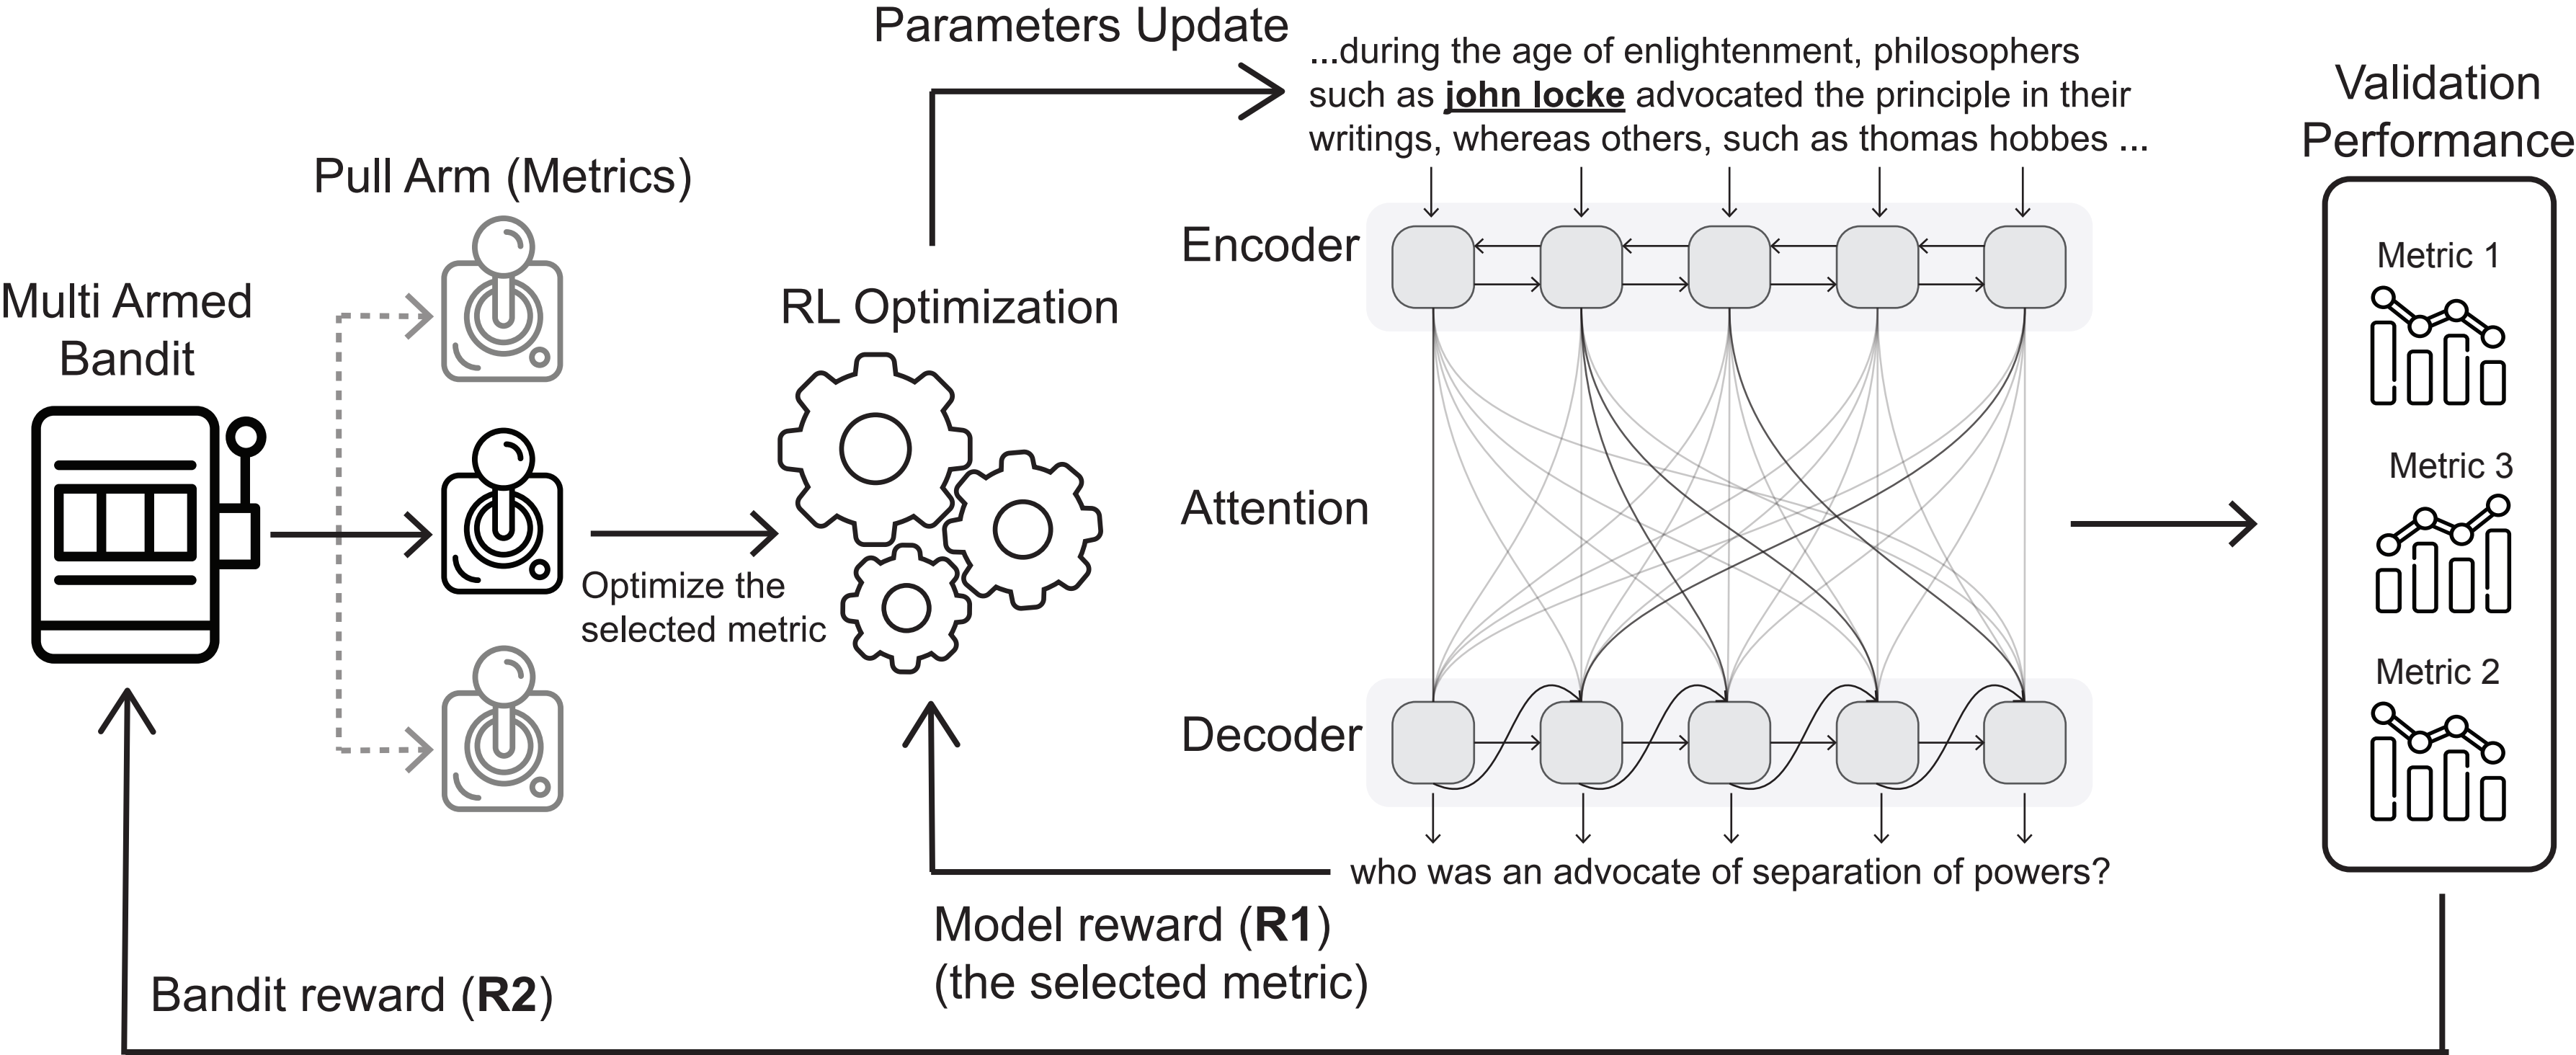 Parameters Update
...during the age of enlightenment, philosophers
such as john locke advocated the principle in their
writings, whereas others, such as thomas hobbes ...
Validation
Performance
Pull Arm (Metrics)
Multi Armed
Bandit
RL Optimization
Optimize the
selected metric
Encoder
Attention
Decoder
Metric 1
Metric 3
Metric 2
who was an advocate of separation of powers?
Model reward (R1)
(the selected metric)
Bandit reward (R2)